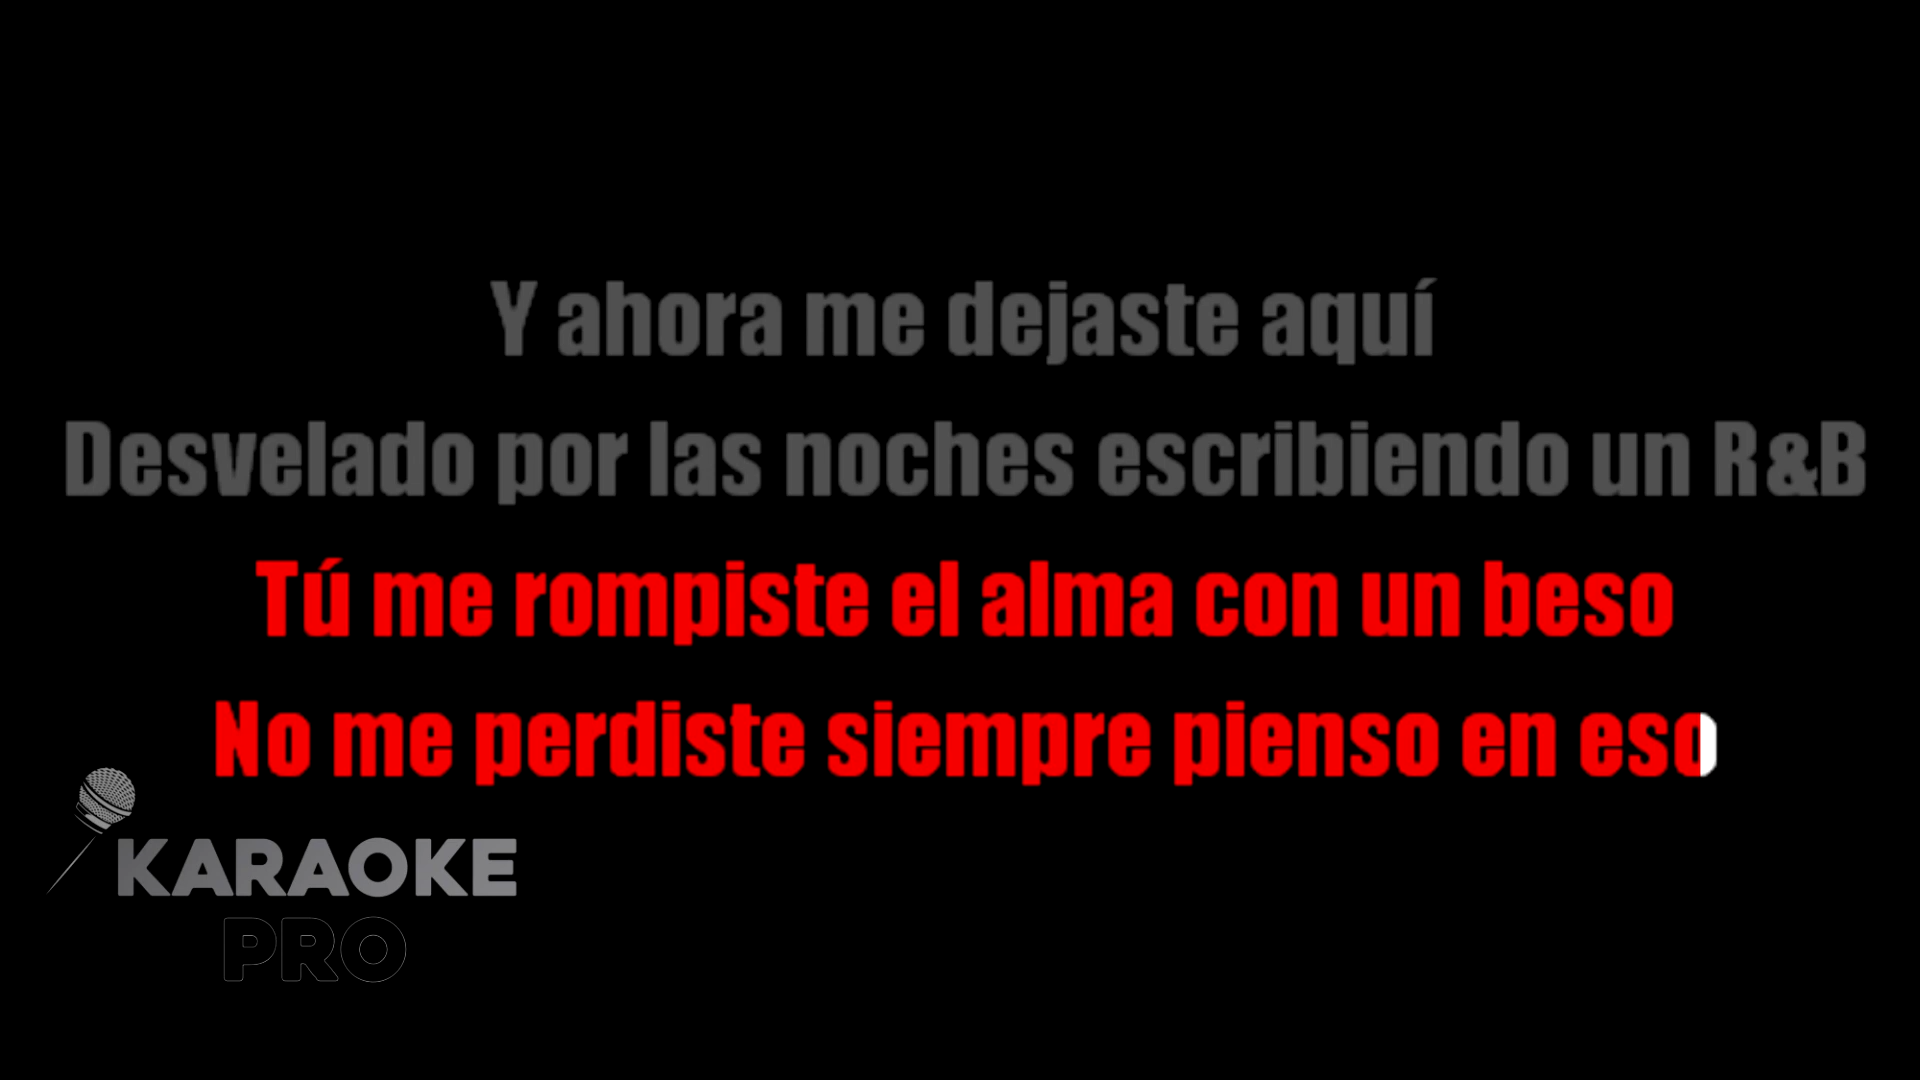 Y ahora me dejaste aquí
Desvelado por las noches escribiendo un R&B
Tú me rompiste el alma con un beso
No me perdiste siempre pienso en eso
KARAOKE
PRO